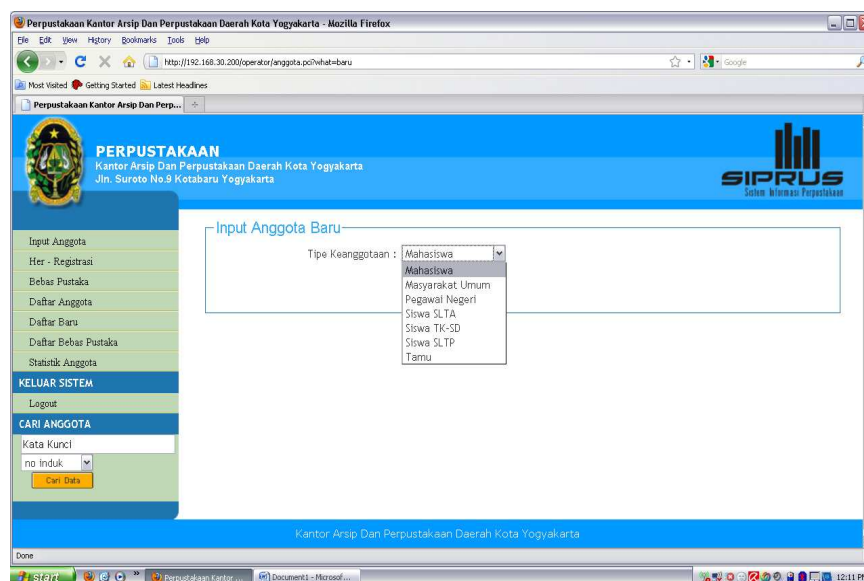 Perpustakaan Kantor Arsip Dan Perpustakaan Daerah Kota Yogyakarta - Mozilla Firefox
File Edit View History Bookmarks Tools Help
http://192.168.30.200/operator/anggota.pci?what=baru
Google
Most Visited Getting Started Latest Headlines
Perpustakaan Kantor Arsip Dan Perp...
PERPUSTAKAAN
Kantor Arsip Dan Perpustakaan Daerah Kota Yogyakarta
Jln. Suroto No.9 Kotabaru Yogyakarta
SIPRUS
Sistem Informasi Perpustakaan
Input Anggota
Her - Registrasi
Bebas Pustaka
Daftar Anggota
Daftar Baru
Daftar Bebas Pustaka
Statistik Anggota
KELUAR SISTEM
Logout
CARI ANGGOTA
Kata Kunci
no induk
Cari Data
Input Anggota Baru
Tipe Keanggotaan : Mahasiswa
Mahasiswa
Masyarakat Umum
Pegawai Negeri
Siswa SLTA
Siswa TK-SD
Siswa SLTP
Tamu
Kantor Arsip Dan Perpustakaan Daerah Kota Yogyakarta
Done
start
Perpustakaan Kantor ...
Document1 - Microsof...
12:11 P